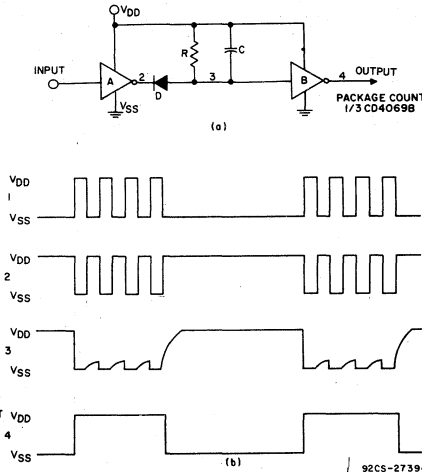 VDD
R
C
INPUT
A
2
D
3
B
4
OUTPUT
VSS
PACKAGE COUNT
1/3 CD4069B
(a)
VDD
1
VSS
VDD
2
VSS
VDD
3
VSS
T VDD
4
VSS
(b)